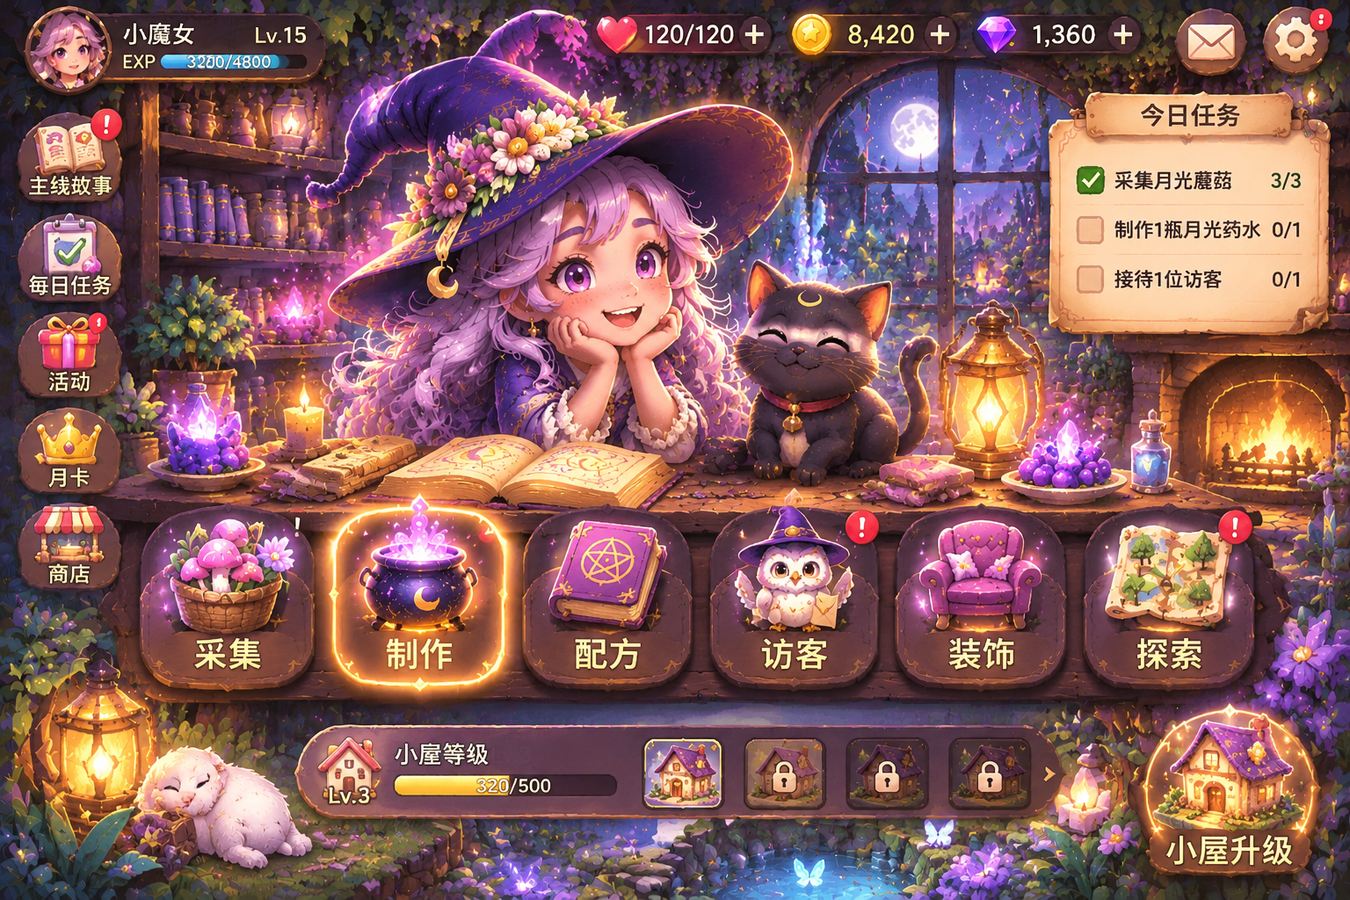 小魔女 Lv.15
EXP 3200/4800
120/120 +
8,420 +
1,360 +
主线故事
每日任务
活动
月卡
商店
今日任务
采集月光蘑菇 3/3
制作1瓶月光药水 0/1
接待1位访客 0/1
采集
制作
配方
访客
装饰
探索
小屋等级
Lv.3
320/500
小屋升级